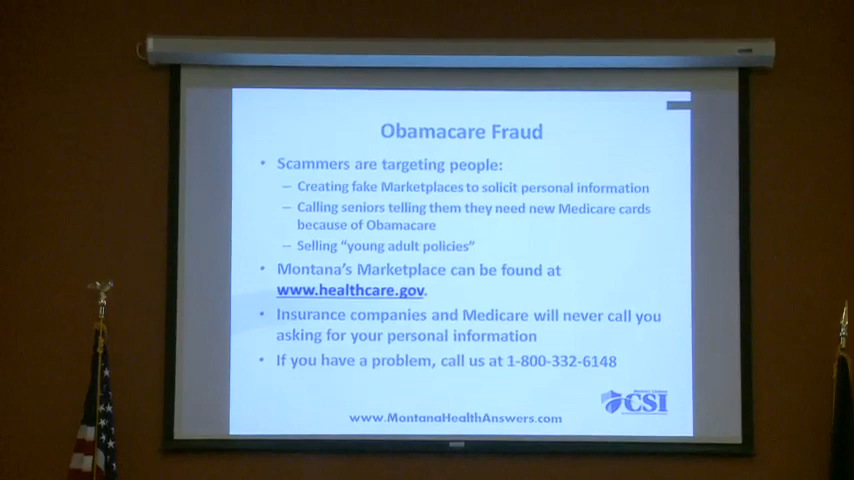 Obamacare Fraud
• Scammers are targeting people:
– Creating fake Marketplaces to solicit personal information
– Calling seniors telling them they need new Medicare cards
because of Obamacare
– Selling “young adult policies”
• Montana’s Marketplace can be found at
www.healthcare.gov.
• Insurance companies and Medicare will never call you
asking for your personal information
• If you have a problem, call us at 1-800-332-6148
CSI
www.MontanaHealthAnswers.com